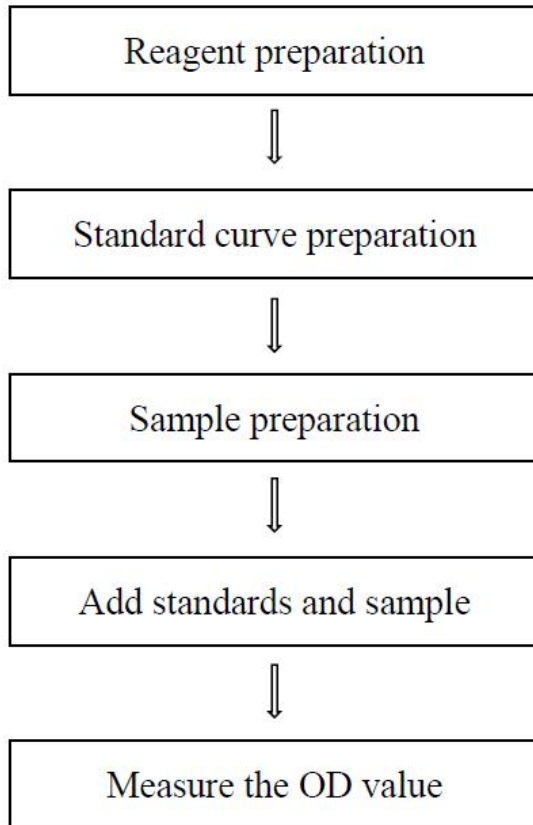 Reagent preparation
Standard curve preparation
Sample preparation
Add standards and sample
Measure the OD value